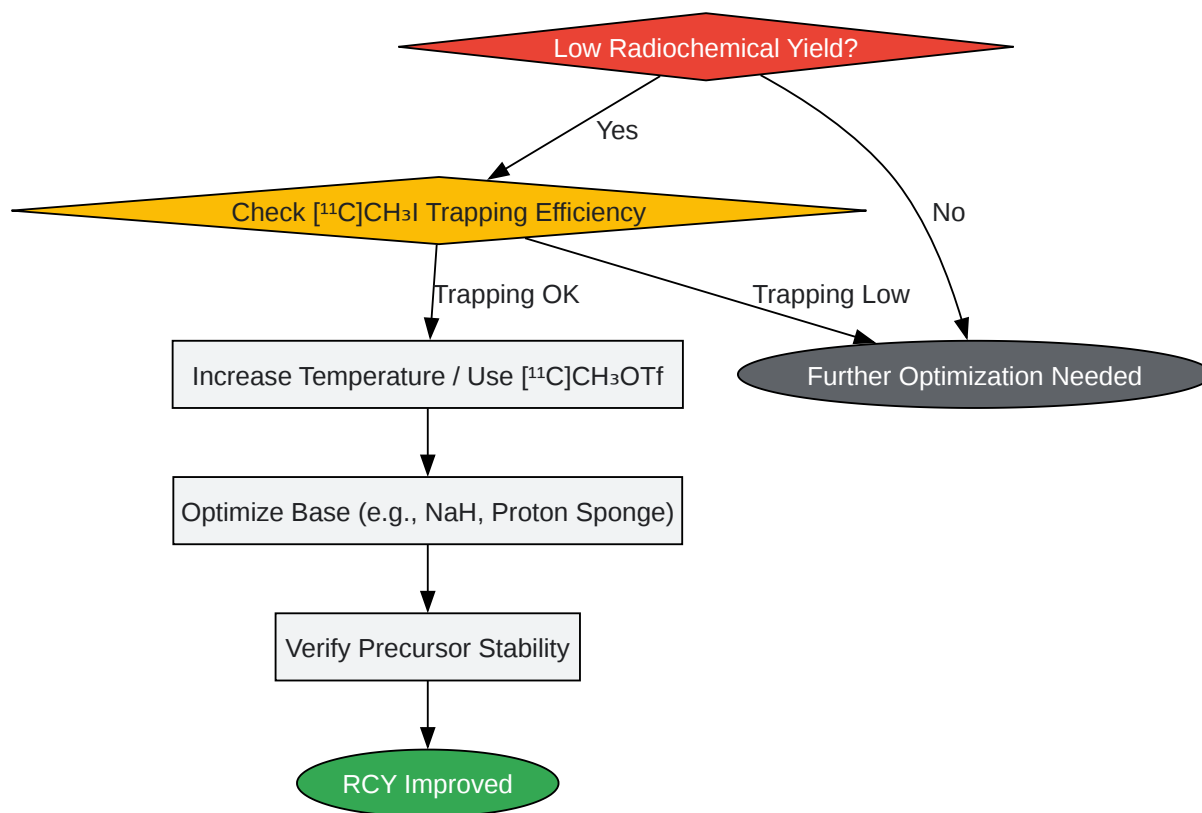 Low Radiochemical Yield?
Yes
Check [¹¹C]CH₃I Trapping Efficiency
No
Trapping OK
Trapping Low
Increase Temperature / Use [¹¹C]CH₃OTf
Further Optimization Needed
Optimize Base (e.g., NaH, Proton Sponge)
Verify Precursor Stability
RCY Improved